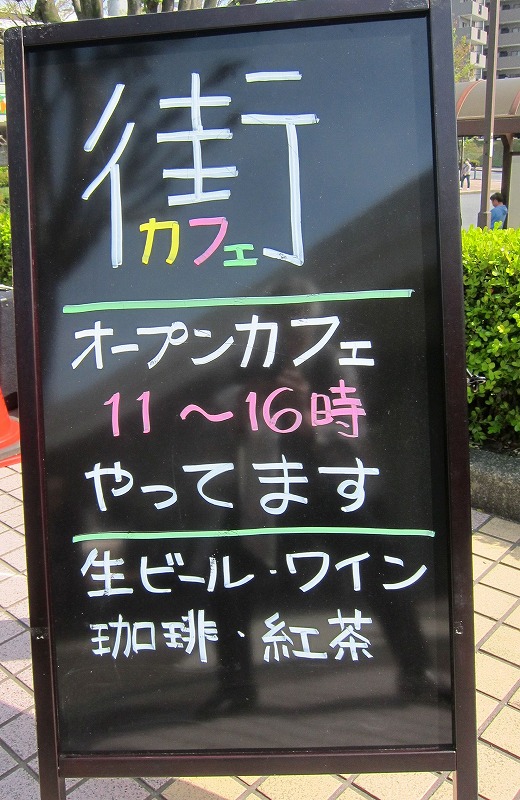 街
カフェ
オープンカフェ
11〜16時
やってます
生ビール・ワイン
珈琲・紅茶